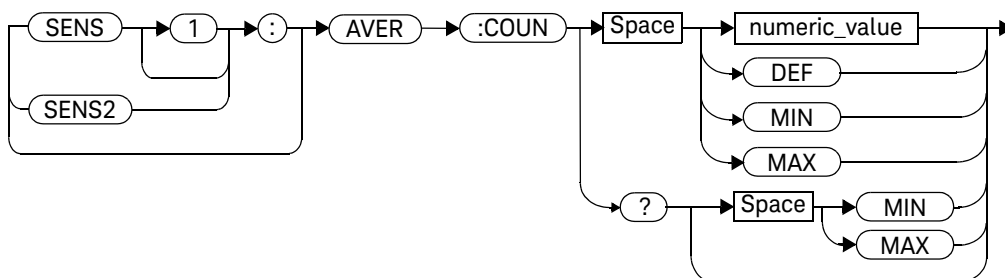 SENS 1 : AVER :COUN Space numeric_value
DEF
SENS2
MIN
MAX
? Space MIN
MAX